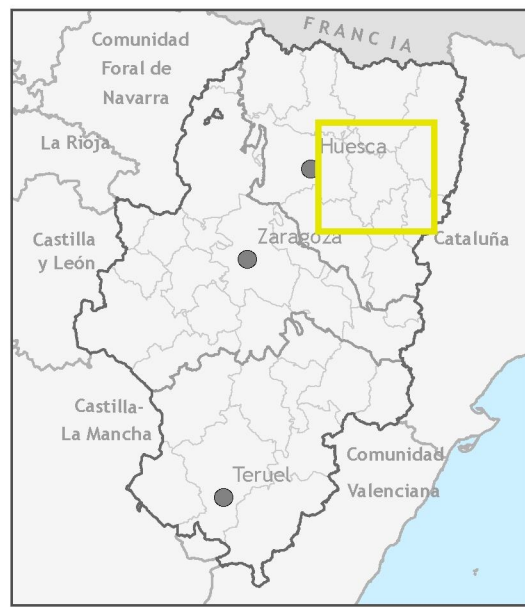 FRANCIA
Comunidad
Foral de
Navarra
La Rioja
Huesca
Castilla
y León
Zaragoza
Cataluña
Castilla-
La Mancha
Teruel
Comunidad
Valenciana